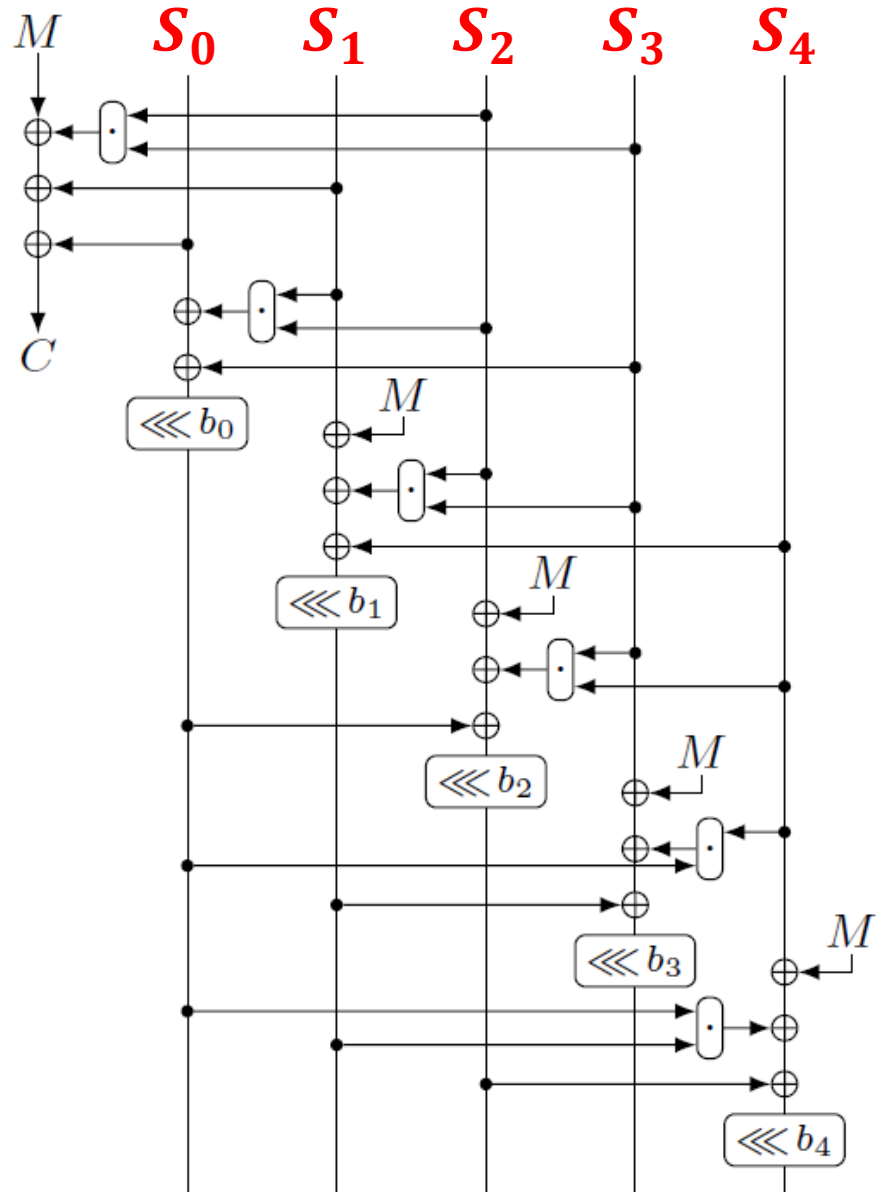 M S₀ S₁ S₂ S₃ S₄
·
C
·
M
⋘ b₀
·
M
⋘ b₁
·
M
⋘ b₂
·
M
⋘ b₃
·
⋘ b₄